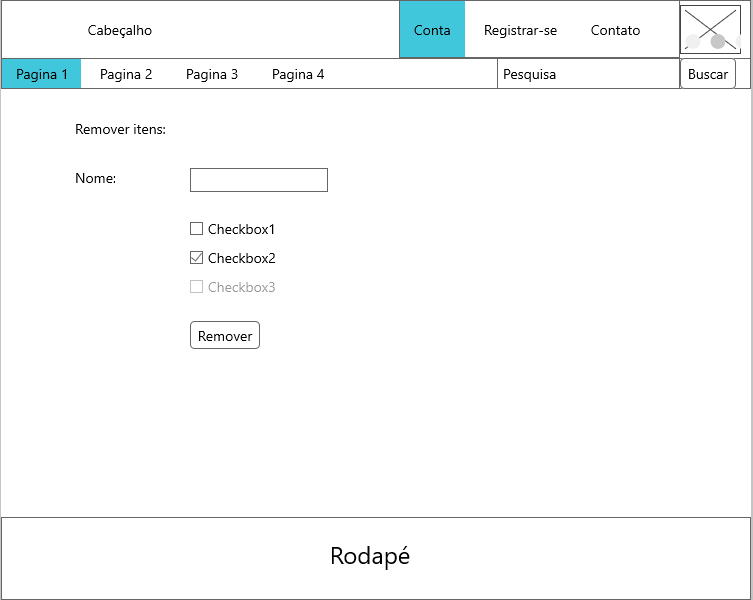 Cabeçalho
Conta
Registrar-se
Contato
Pagina 1
Pagina 2
Pagina 3
Pagina 4
Pesquisa
Buscar
Remover itens:
Nome:
Checkbox1
Checkbox2
Checkbox3
Remover
Rodapé